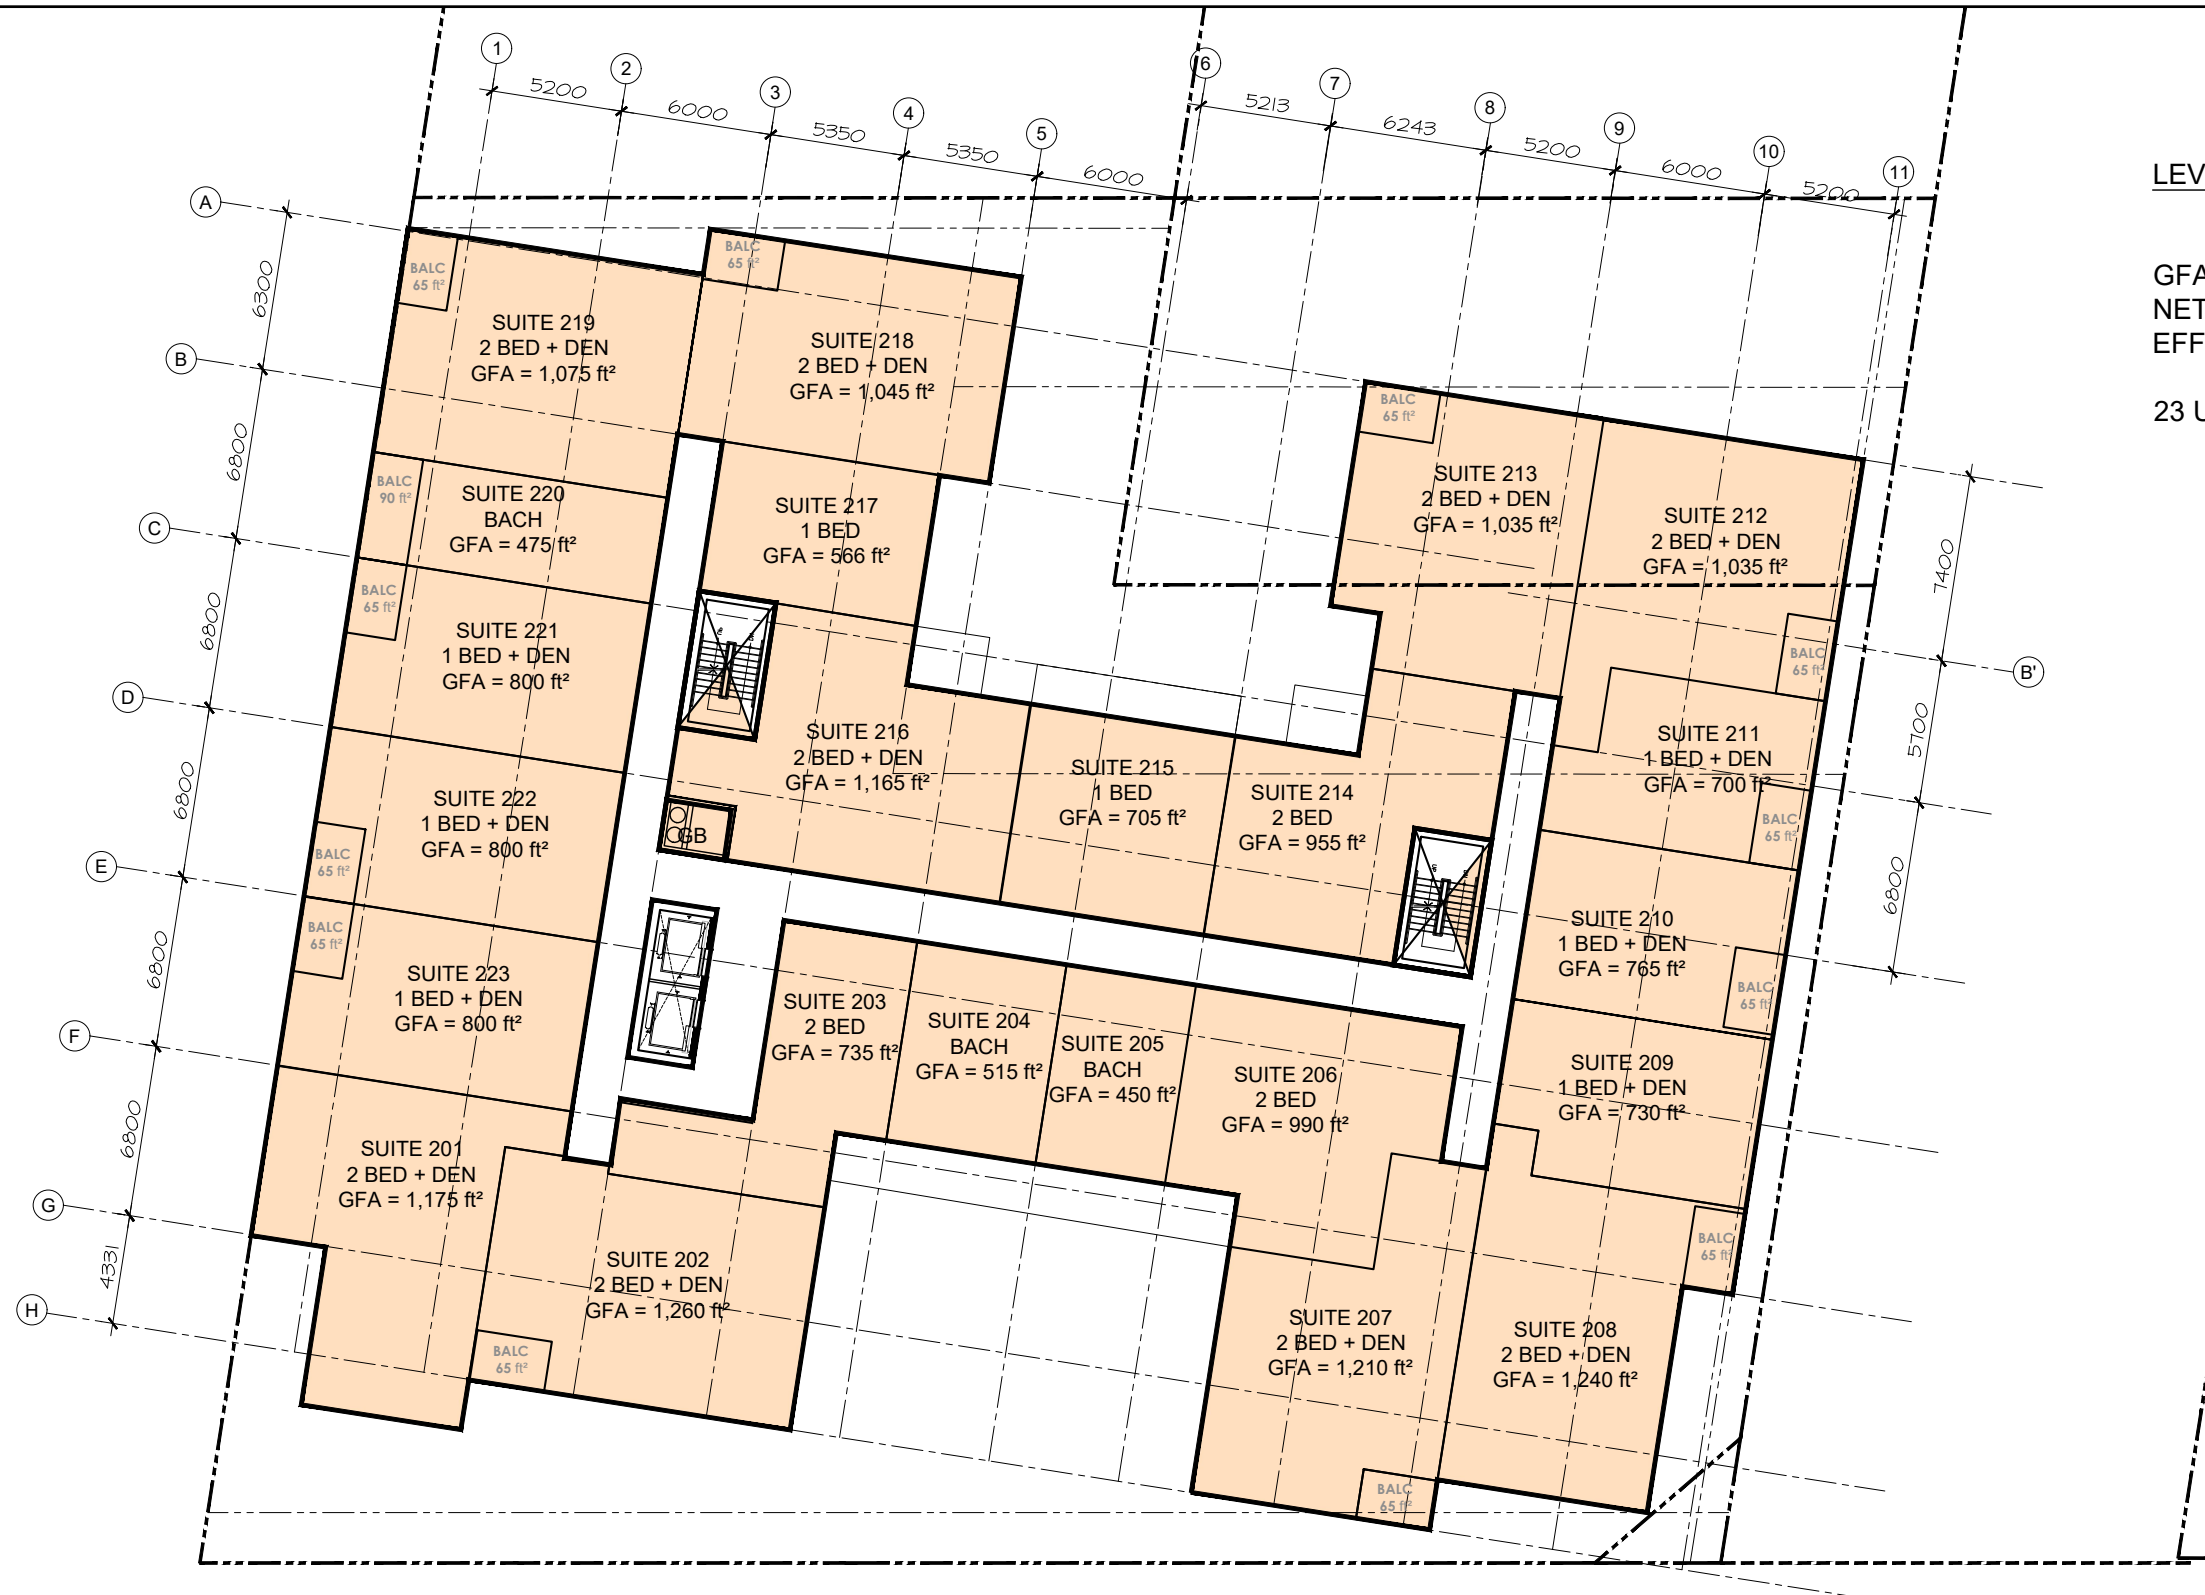 1
2
3
4
5
6
7
8
9
10
11
5200
6000
5350
5350
6000
5213
6243
5200
6000
5200
A
B
C
D
E
F
G
H
B'
6300
6800
6800
6800
6800
6800
6800
4331
7400
5700
6800
LEV
GFA
NET
EFF
23 U
BALC
65 ft²
SUITE 219
2 BED + DEN
GFA = 1,075 ft²
BALC
65 ft²
SUITE 218
2 BED + DEN
GFA = 1,045 ft²
BALC
90 ft²
SUITE 220
BACH
GFA = 475 ft²
SUITE 217
1 BED
GFA = 566 ft²
BALC
65 ft²
SUITE 213
2 BED + DEN
GFA = 1,035 ft²
SUITE 212
2 BED + DEN
GFA = 1,035 ft²
BALC
65 ft²
BALC
65 ft²
SUITE 221
1 BED + DEN
GFA = 800 ft²
SUITE 216
2 BED + DEN
GFA = 1,165 ft²
SUITE 215
1 BED
GFA = 705 ft²
SUITE 214
2 BED
GFA = 955 ft²
SUITE 211
1 BED + DEN
GFA = 700 ft²
BALC
65 ft²
SUITE 222
1 BED + DEN
GFA = 800 ft²
BALC
65 ft²
GB
BALC
65 ft²
SUITE 223
1 BED + DEN
GFA = 800 ft²
SUITE 203
2 BED
GFA = 735 ft²
SUITE 204
BACH
GFA = 515 ft²
SUITE 205
BACH
GFA = 450 ft²
SUITE 206
2 BED
GFA = 990 ft²
SUITE 210
1 BED + DEN
GFA = 765 ft²
BALC
65 ft²
SUITE 209
1 BED + DEN
GFA = 730 ft²
SUITE 201
2 BED + DEN
GFA = 1,175 ft²
SUITE 202
2 BED + DEN
GFA = 1,260 ft²
BALC
65 ft²
SUITE 207
2 BED + DEN
GFA = 1,210 ft²
BALC
65 ft²
SUITE 208
2 BED + DEN
GFA = 1,240 ft²
BALC
65 ft²